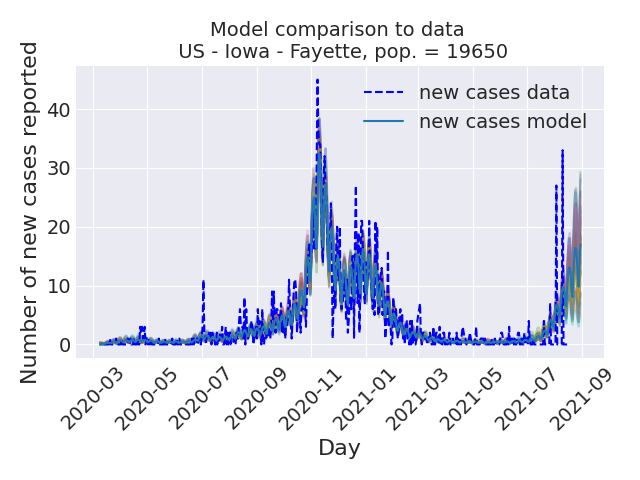 Model comparison to data
US - Iowa - Fayette, pop. = 19650
Number of new cases reported
40
30
20
10
0
new cases data
new cases model
2020-03
2020-05
2020-07
2020-09
2020-11
2021-01
2021-03
2021-05
2021-07
2021-09
Day